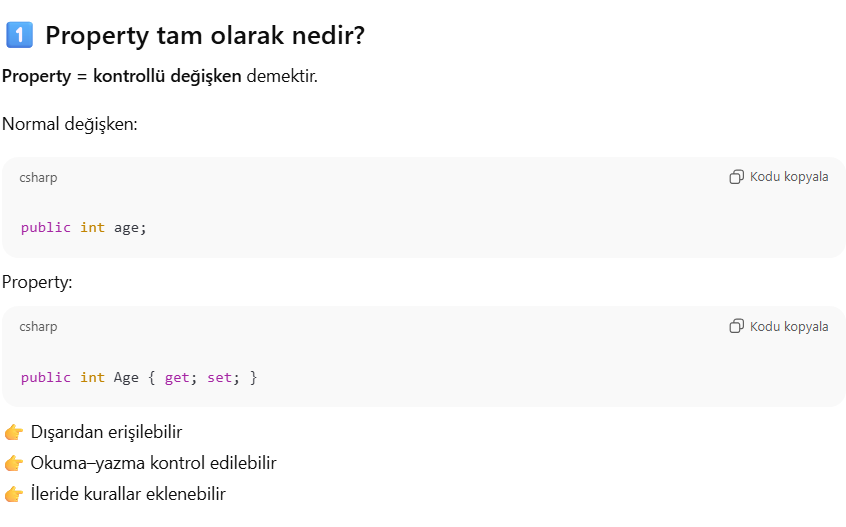 1 Property tam olarak nedir?
Property = kontrollü değişken demektir.
Normal değişken:
csharp
Kodu kopyala
public int age;
Property:
csharp
Kodu kopyala
public int Age { get; set; }
👉 Dışarıdan erişilebilir
👉 Okuma–yazma kontrol edilebilir
👉 İleride kurallar eklenebilir